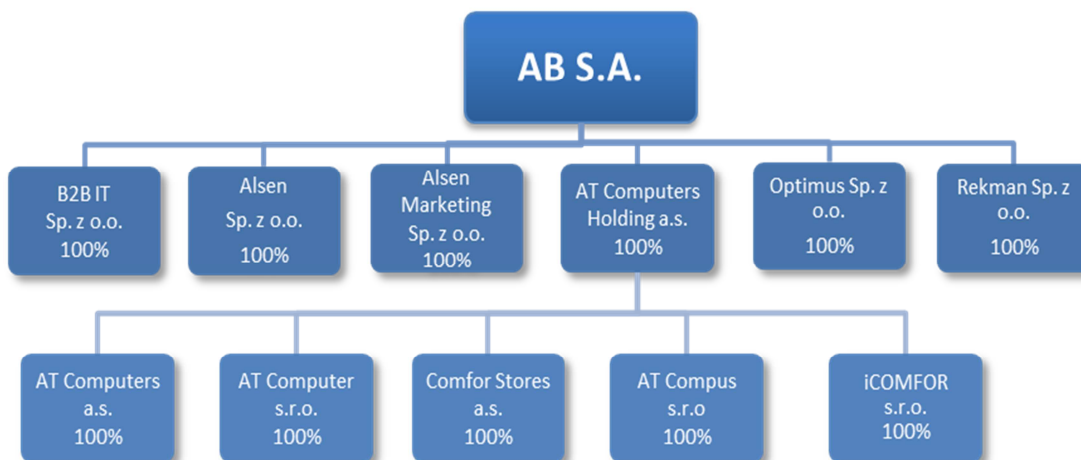 AB S.A.
B2B IT
Sp. z o.o.
100%
Alsen
Sp. z o.o.
100%
Alsen
Marketing
Sp. z o.o.
100%
AT Computers
Holding a.s.
100%
Optimus Sp. z
o.o.
100%
Rekman Sp. z
o.o.
100%
AT Computers
a.s.
100%
AT Computer
s.r.o.
100%
Comfor Stores
a.s.
100%
AT Compus
s.r.o
100%
iCOMFOR
s.r.o.
100%